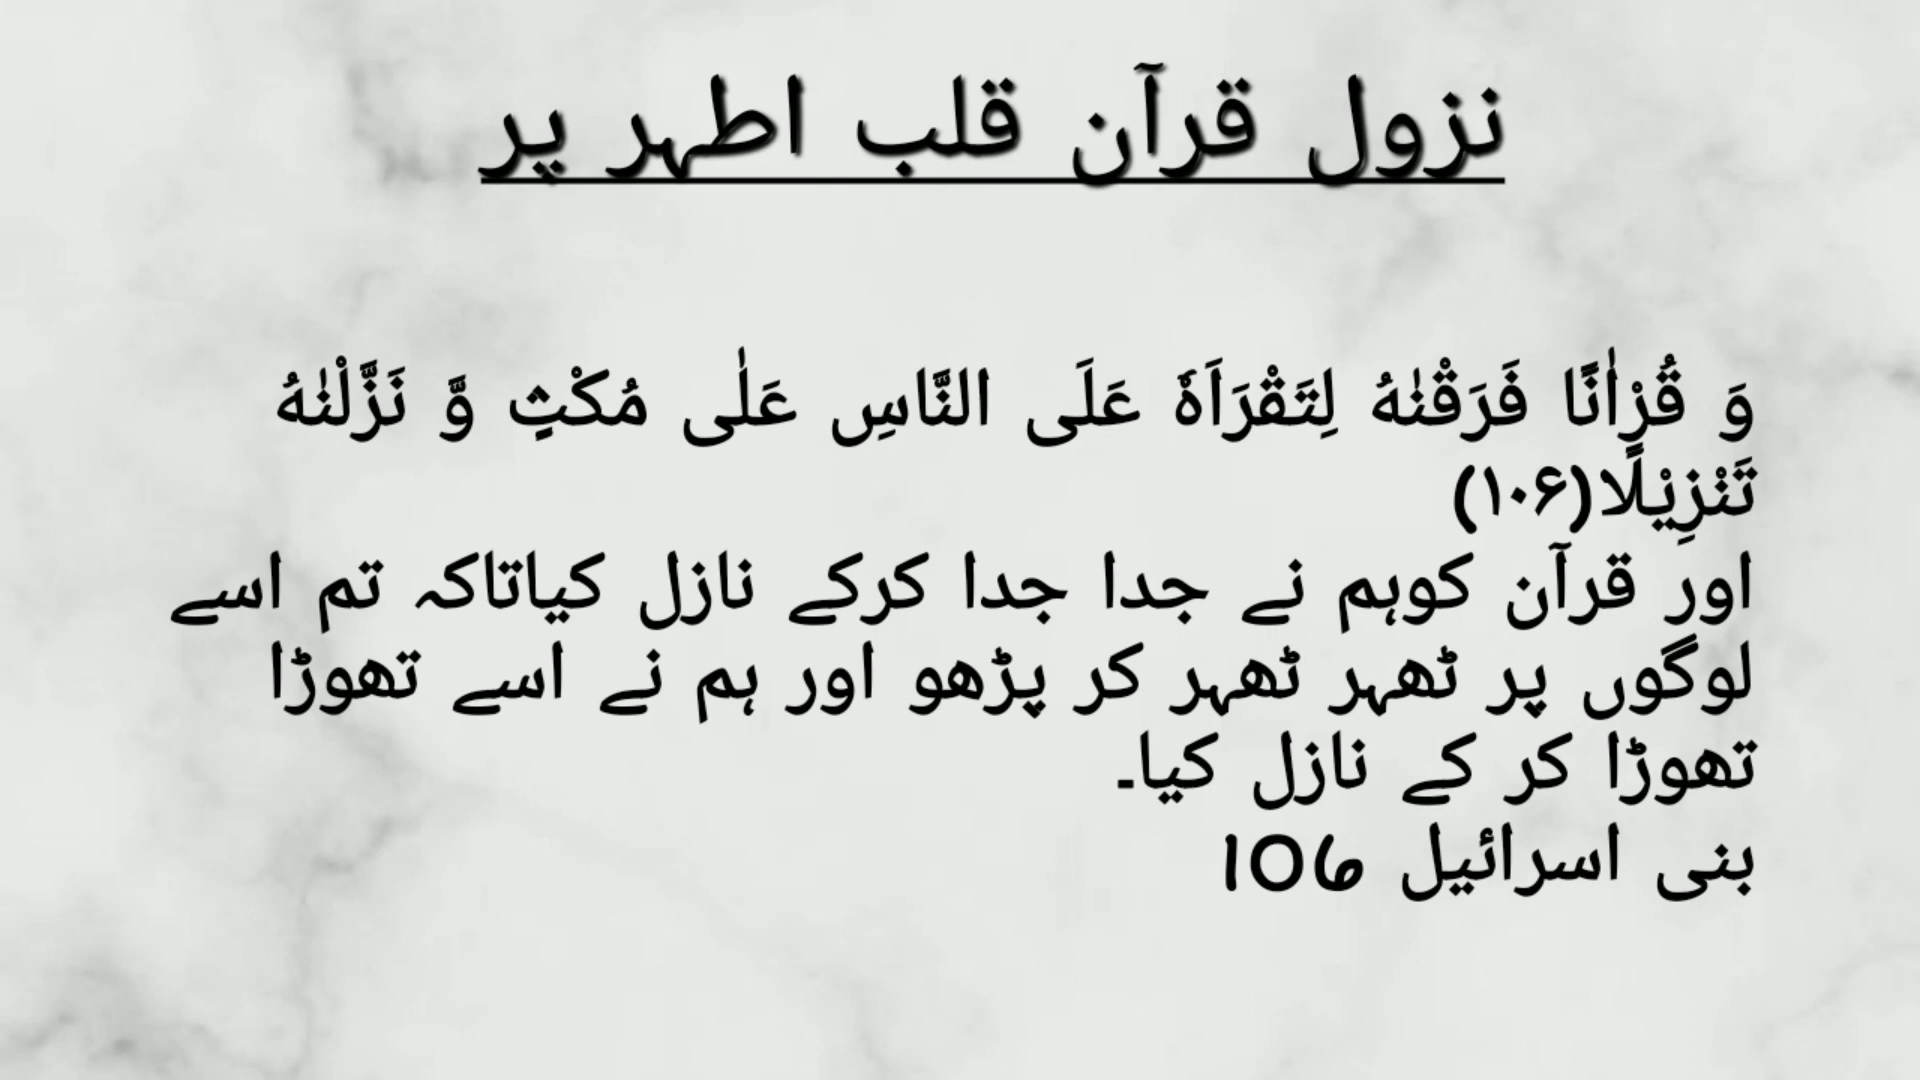 نزول قرآن قلب اطہر پر
وَ قُرْاٰنًا فَرَقْنٰهُ لِتَقْرَاَهٗ عَلَى النَّاسِ عَلٰى مُكْثٍ وَّ نَزَّلْنٰهُ
تَنْزِیْلًا(۱۰۶)
اور قرآن کوہم نے جدا جدا کرکے نازل کیاتاکہ تم اسے
لوگوں پر ٹھہر ٹھہر کر پڑھو اور ہم نے اسے تھوڑا
تھوڑا کر کے نازل کیا۔
بنی اسرائیل 106